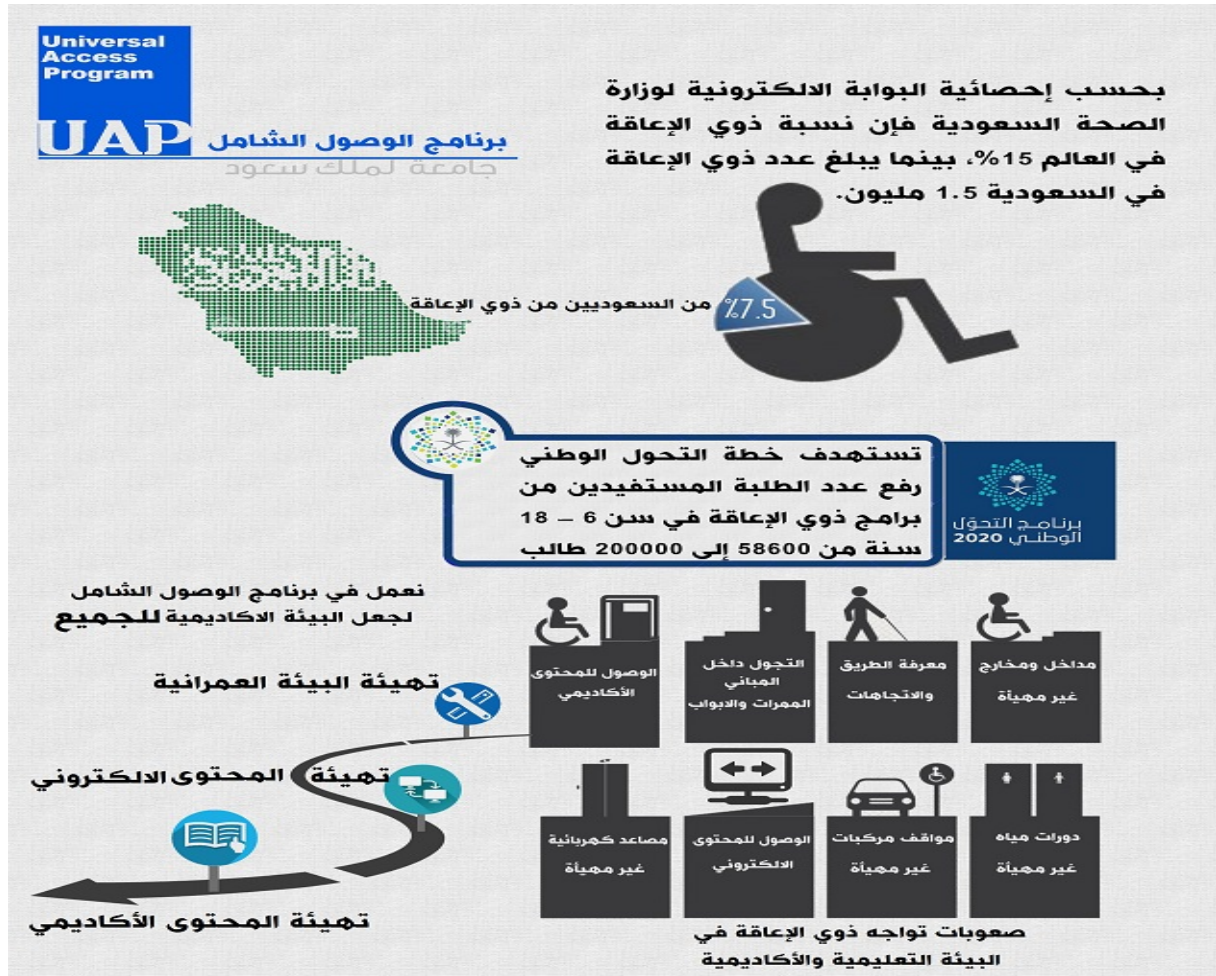 Universal
Access
Program
UAP
برنامج الوصول الشامل
جامعة لملك سعود
بحسب إحصائية البوابة الالكترونية لوزارة
الصحة السعودية فإن نسبة ذوي الإعاقة
في العالم 15%، بينما يبلغ عدد ذوي الإعاقة
في السعودية 1.5 مليون.
%7.5 من السعوديين من ذوي الإعاقة
تستهدف خطة التحول الوطني
رفع عدد الطلبة المستفيدين من
برامج ذوي الإعاقة في سن 6 – 18
سنة من 58600 إلى 200000 طالب
برنامج التحوّل
الوطني 2020
نعمل في برنامج الوصول الشامل
لجعل البيئة الاكاديمية للجميع
تهيئة البيئة العمرانية
تهيئة المحتوى الالكتروني
تهيئة المحتوى الأكاديمي
مداخل ومخارج
غير مهيأة
معرفة الطريق
والاتجاهات
التجول داخل
المباني
الممرات والابواب
الوصول للمحتوى
الأكاديمي
دورات مياه
غير مهيأة
مواقف مركبات
غير مهيأة
الوصول للمحتوى
الالكتروني
مصاعد كهربائية
غير مهيأة
صعوبات تواجه ذوي الإعاقة في
البيئة التعليمية والأكاديمية